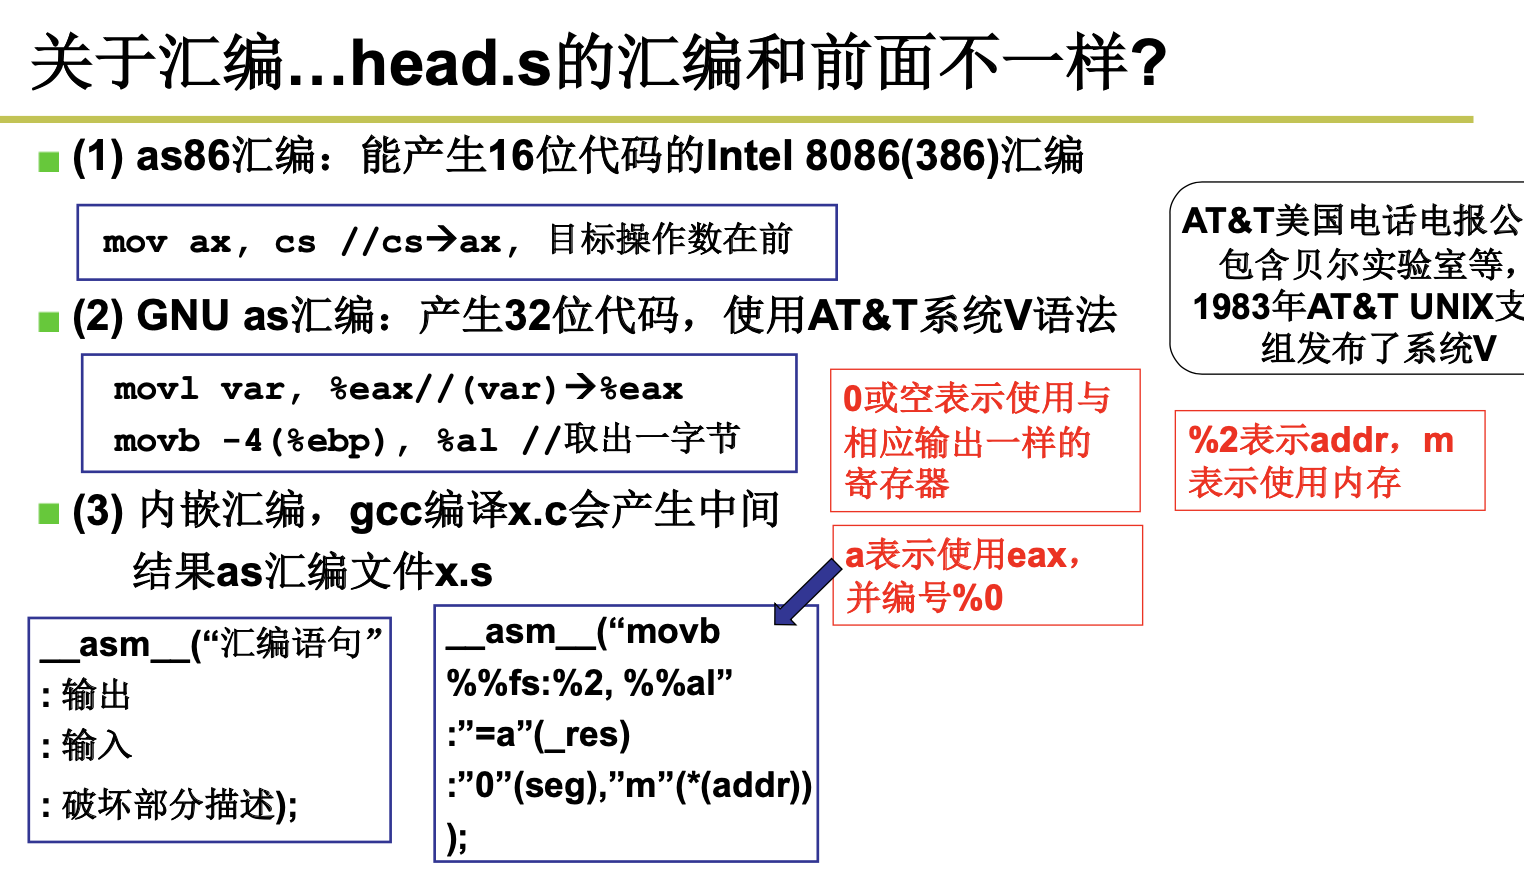 关于汇编…head.s的汇编和前面不一样?
(1) as86汇编：能产生16位代码的Intel 8086(386)汇编
mov ax, cs //cs→ax, 目标操作数在前
AT&T美国电话电报公
包含贝尔实验室等,
1983年AT&T UNIX支
组发布了系统V
(2) GNU as汇编：产生32位代码，使用AT&T系统V语法
movl var, %eax//(var)→%eax
movb -4(%ebp), %al //取出一字节
0或空表示使用与
相应输出一样的
寄存器
%2表示addr，m
表示使用内存
(3) 内嵌汇编，gcc编译x.c会产生中间
结果as汇编文件x.s
a表示使用eax，
并编号%0
__asm__(“汇编语句”
: 输出
: 输入
: 破坏部分描述);
__asm__(“movb
%%fs:%2, %%al”
:”=a”(_res)
:”0”(seg),”m”(*(addr))
);